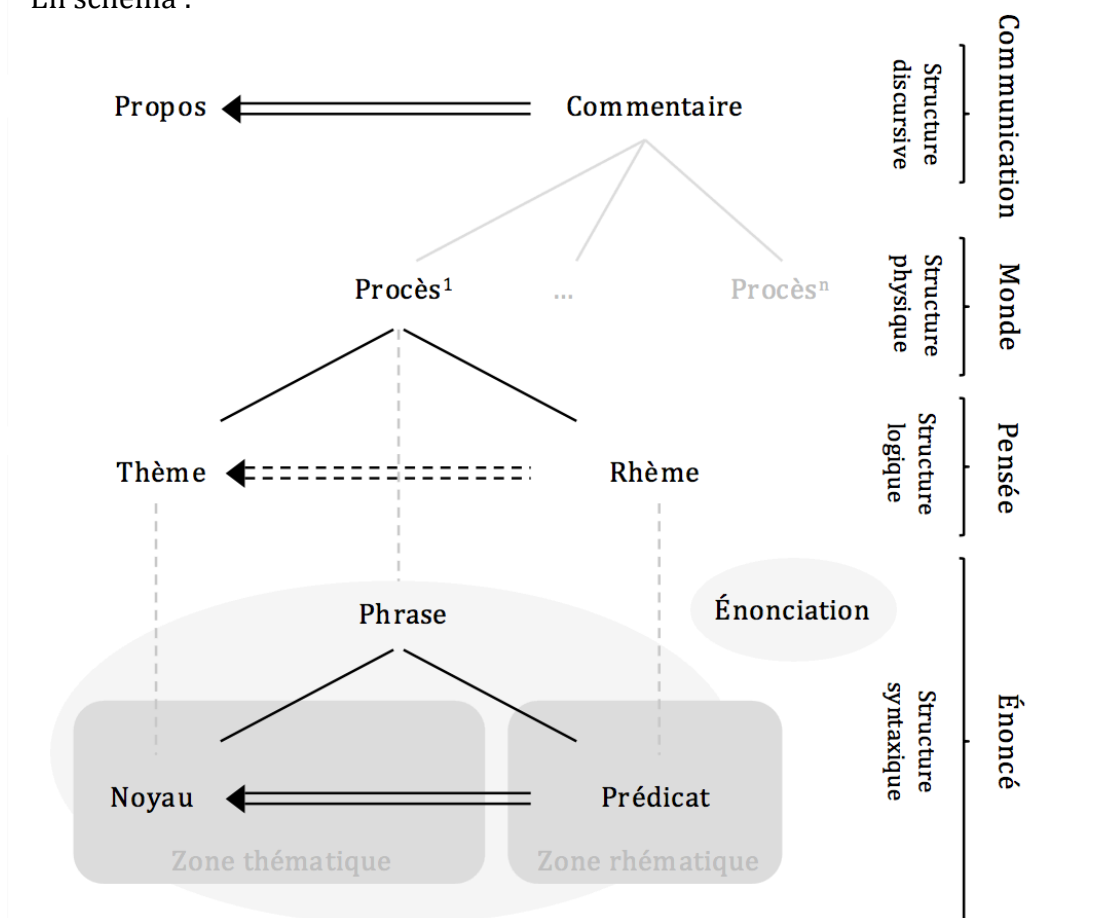 En schéma :
Propos
Commentaire
Structure
discursive
Communication
Procès¹
...
Procèsⁿ
Structure
physique
Monde
Thème
Rhème
Structure
logique
Pensée
Phrase
Énonciation
Noyau
Prédicat
Zone thématique
Zone rhématique
Structure
syntaxique
Énoncé